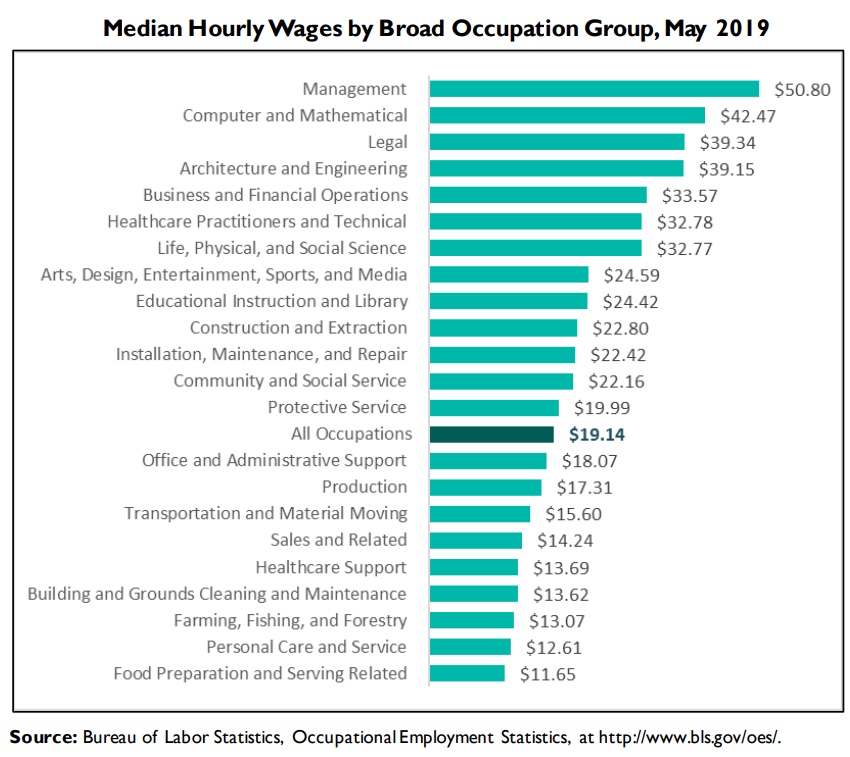 Median Hourly Wages by Broad Occupation Group, May 2019
Management $50.80
Computer and Mathematical $42.47
Legal $39.34
Architecture and Engineering $39.15
Business and Financial Operations $33.57
Healthcare Practitioners and Technical $32.78
Life, Physical, and Social Science $32.77
Arts, Design, Entertainment, Sports, and Media $24.59
Educational Instruction and Library $24.42
Construction and Extraction $22.80
Installation, Maintenance, and Repair $22.42
Community and Social Service $22.16
Protective Service $19.99
All Occupations $19.14
Office and Administrative Support $18.07
Production $17.31
Transportation and Material Moving $15.60
Sales and Related $14.24
Healthcare Support $13.69
Building and Grounds Cleaning and Maintenance $13.62
Farming, Fishing, and Forestry $13.07
Personal Care and Service $12.61
Food Preparation and Serving Related $11.65
Source: Bureau of Labor Statistics, Occupational Employment Statistics, at http://www.bls.gov/oes/.